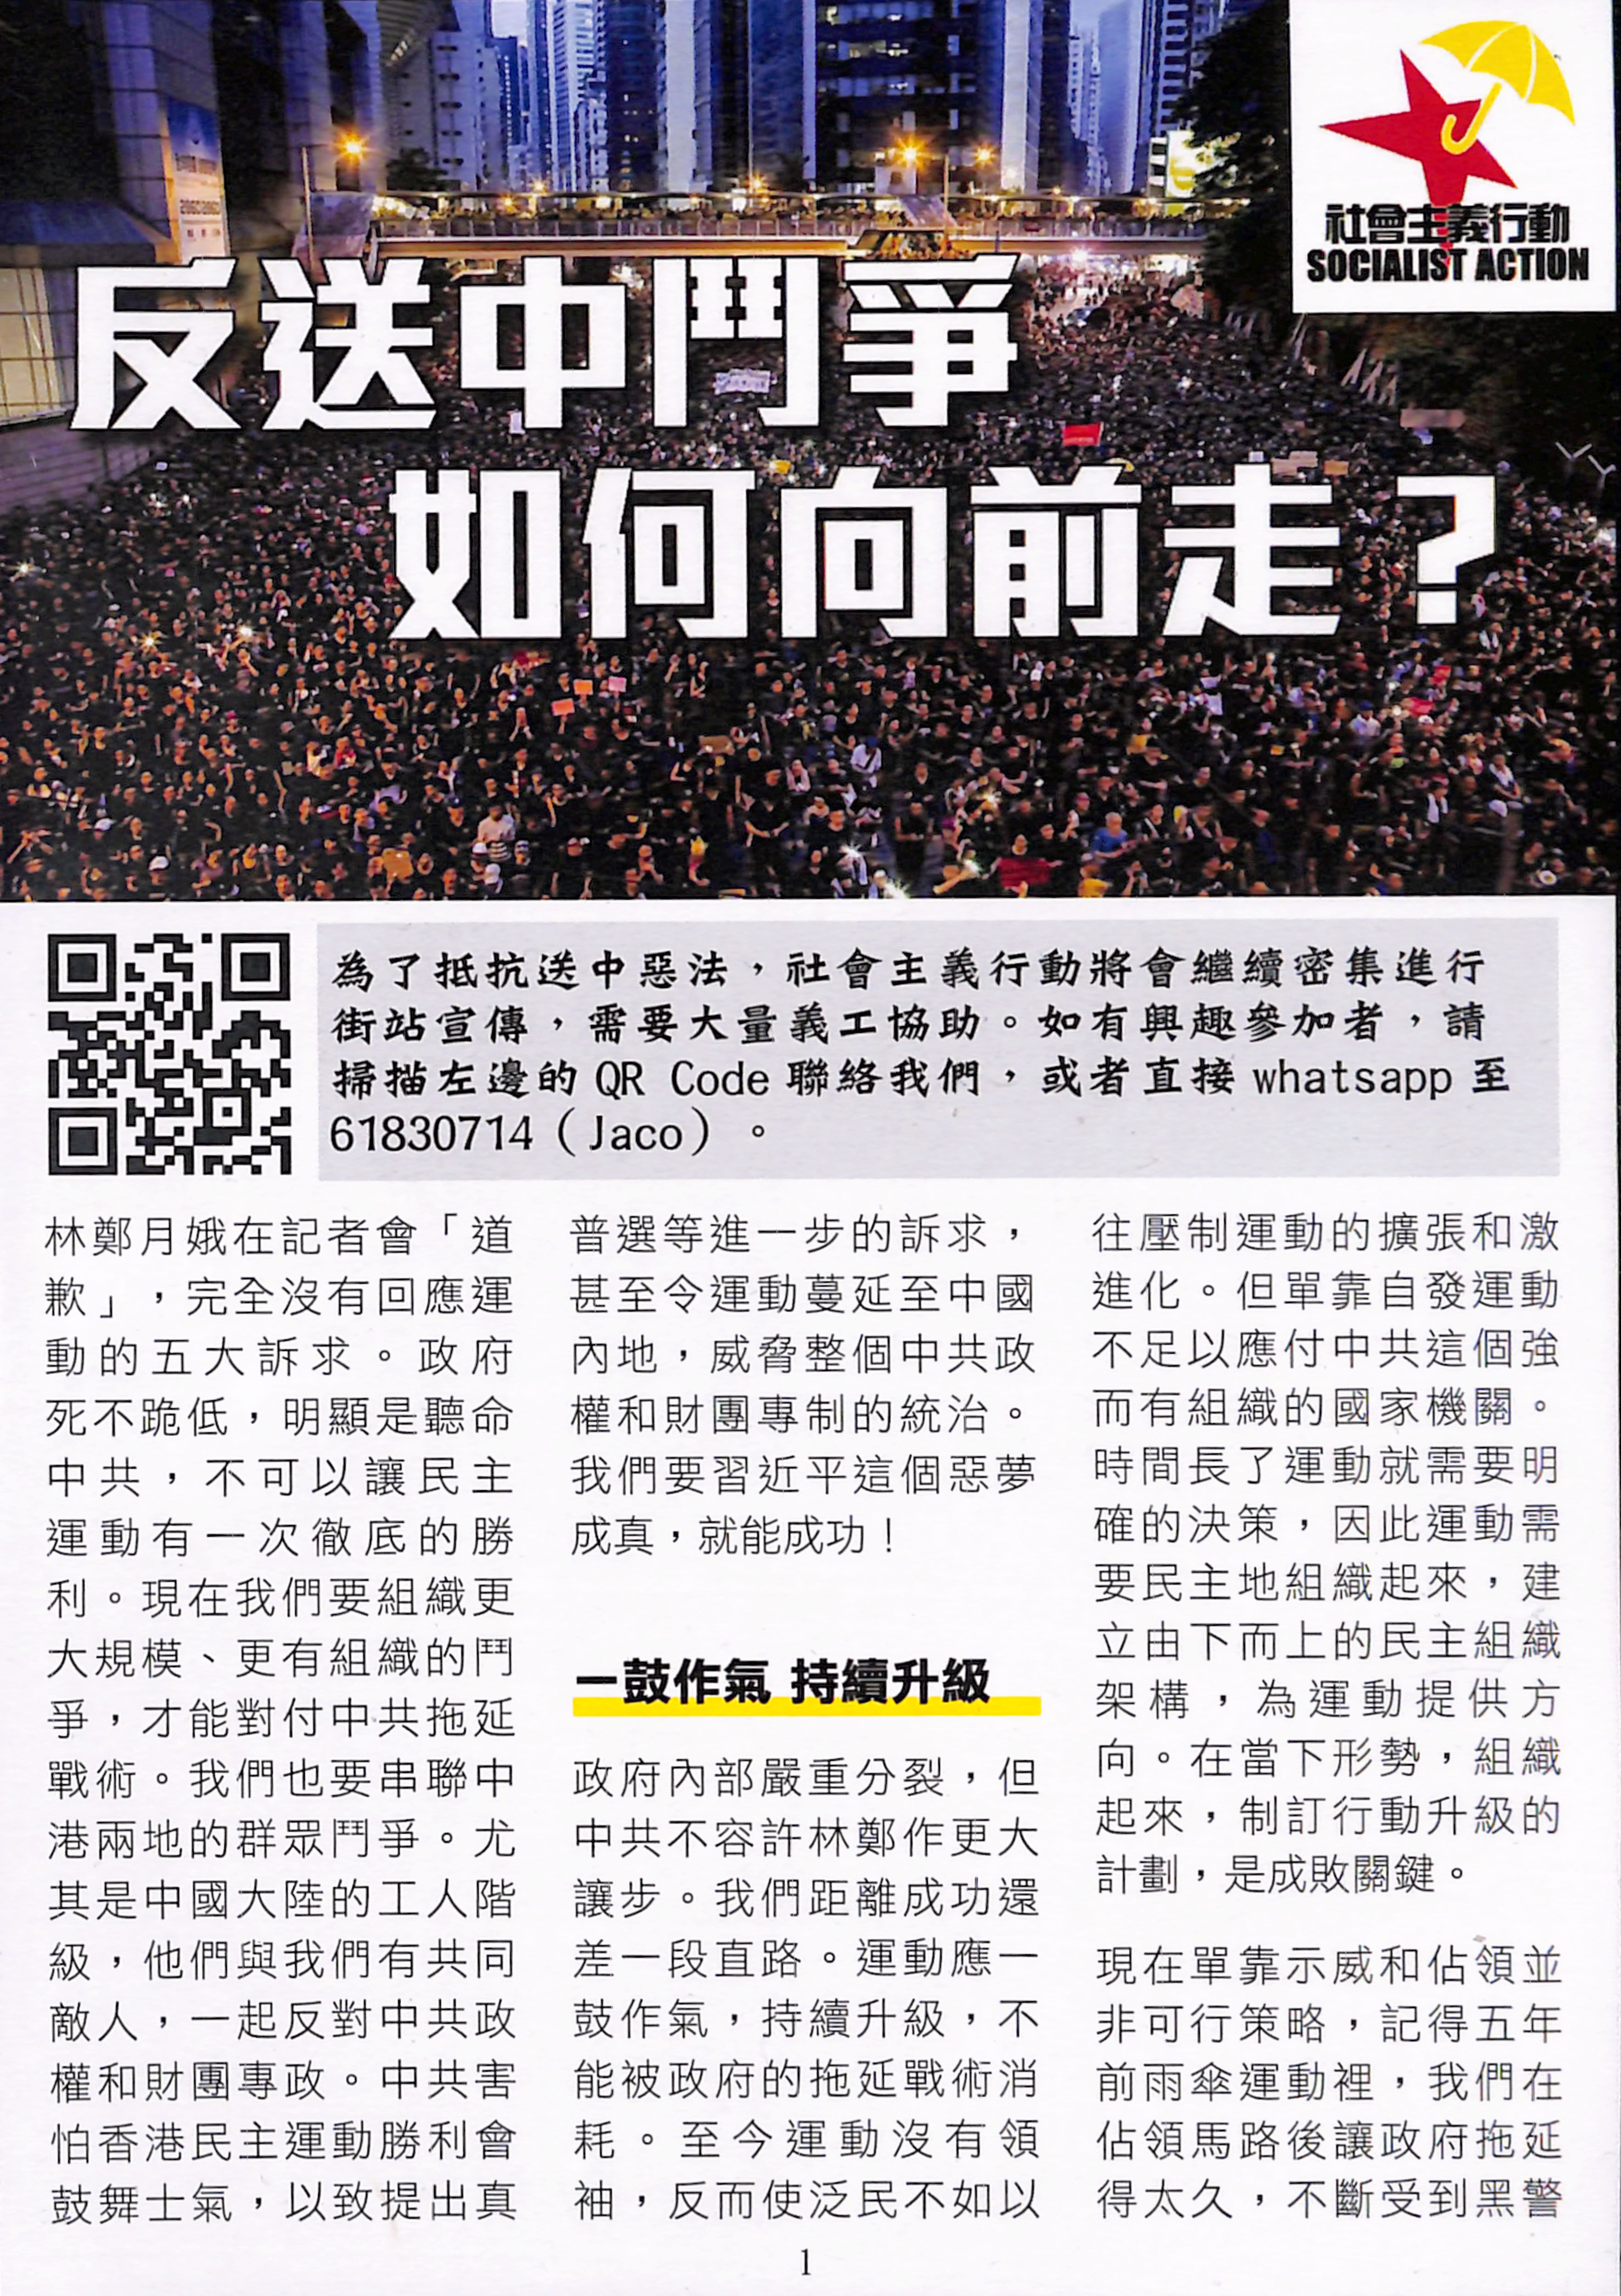 社會主義行動
SOCIALIST ACTION
反送中鬥爭
如何向前走？
為了抵抗送中惡法，社會主義行動將會繼續密集進行
街站宣傳，需要大量義工協助。如有興趣參加者，請
掃描左邊的 QR Code 聯絡我們，或者直接 whatsapp 至
61830714（Jaco）。
林鄭月娥在記者會「道
歉」，完全沒有回應運
動的五大訴求。政府
死不跪低，明顯是聽命
中共，不可以讓民主
運動有一次徹底的勝
利。現在我們要組織更
大規模、更有組織的鬥
爭，才能對付中共拖延
戰術。我們也要串聯中
港兩地的群眾鬥爭。尤
其是中國大陸的工人階
級，他們與我們有共同
敵人，一起反對中共政
權和財團專政。中共害
怕香港民主運動勝利會
鼓舞士氣，以致提出真
普選等進一步的訴求，
甚至令運動蔓延至中國
內地，威脅整個中共政
權和財團專制的統治。
我們要習近平這個惡夢
成真，就能成功！
一鼓作氣 持續升級
政府內部嚴重分裂，但
中共不容許林鄭作更大
讓步。我們距離成功還
差一段直路。運動應一
鼓作氣，持續升級，不
能被政府的拖延戰術消
耗。至今運動沒有領
袖，反而使泛民不如以
往壓制運動的擴張和激
進化。但單靠自發運動
不足以應付中共這個強
而有組織的國家機關。
時間長了運動就需要明
確的決策，因此運動需
要民主地組織起來，建
立由下而上的民主組織
架構，為運動提供方
向。在當下形勢，組織
起來，制訂行動升級的
計劃，是成敗關鍵。
現在單靠示威和佔領並
非可行策略，記得五年
前雨傘運動裡，我們在
佔領馬路後讓政府拖延
得太久，不斷受到黑警
1